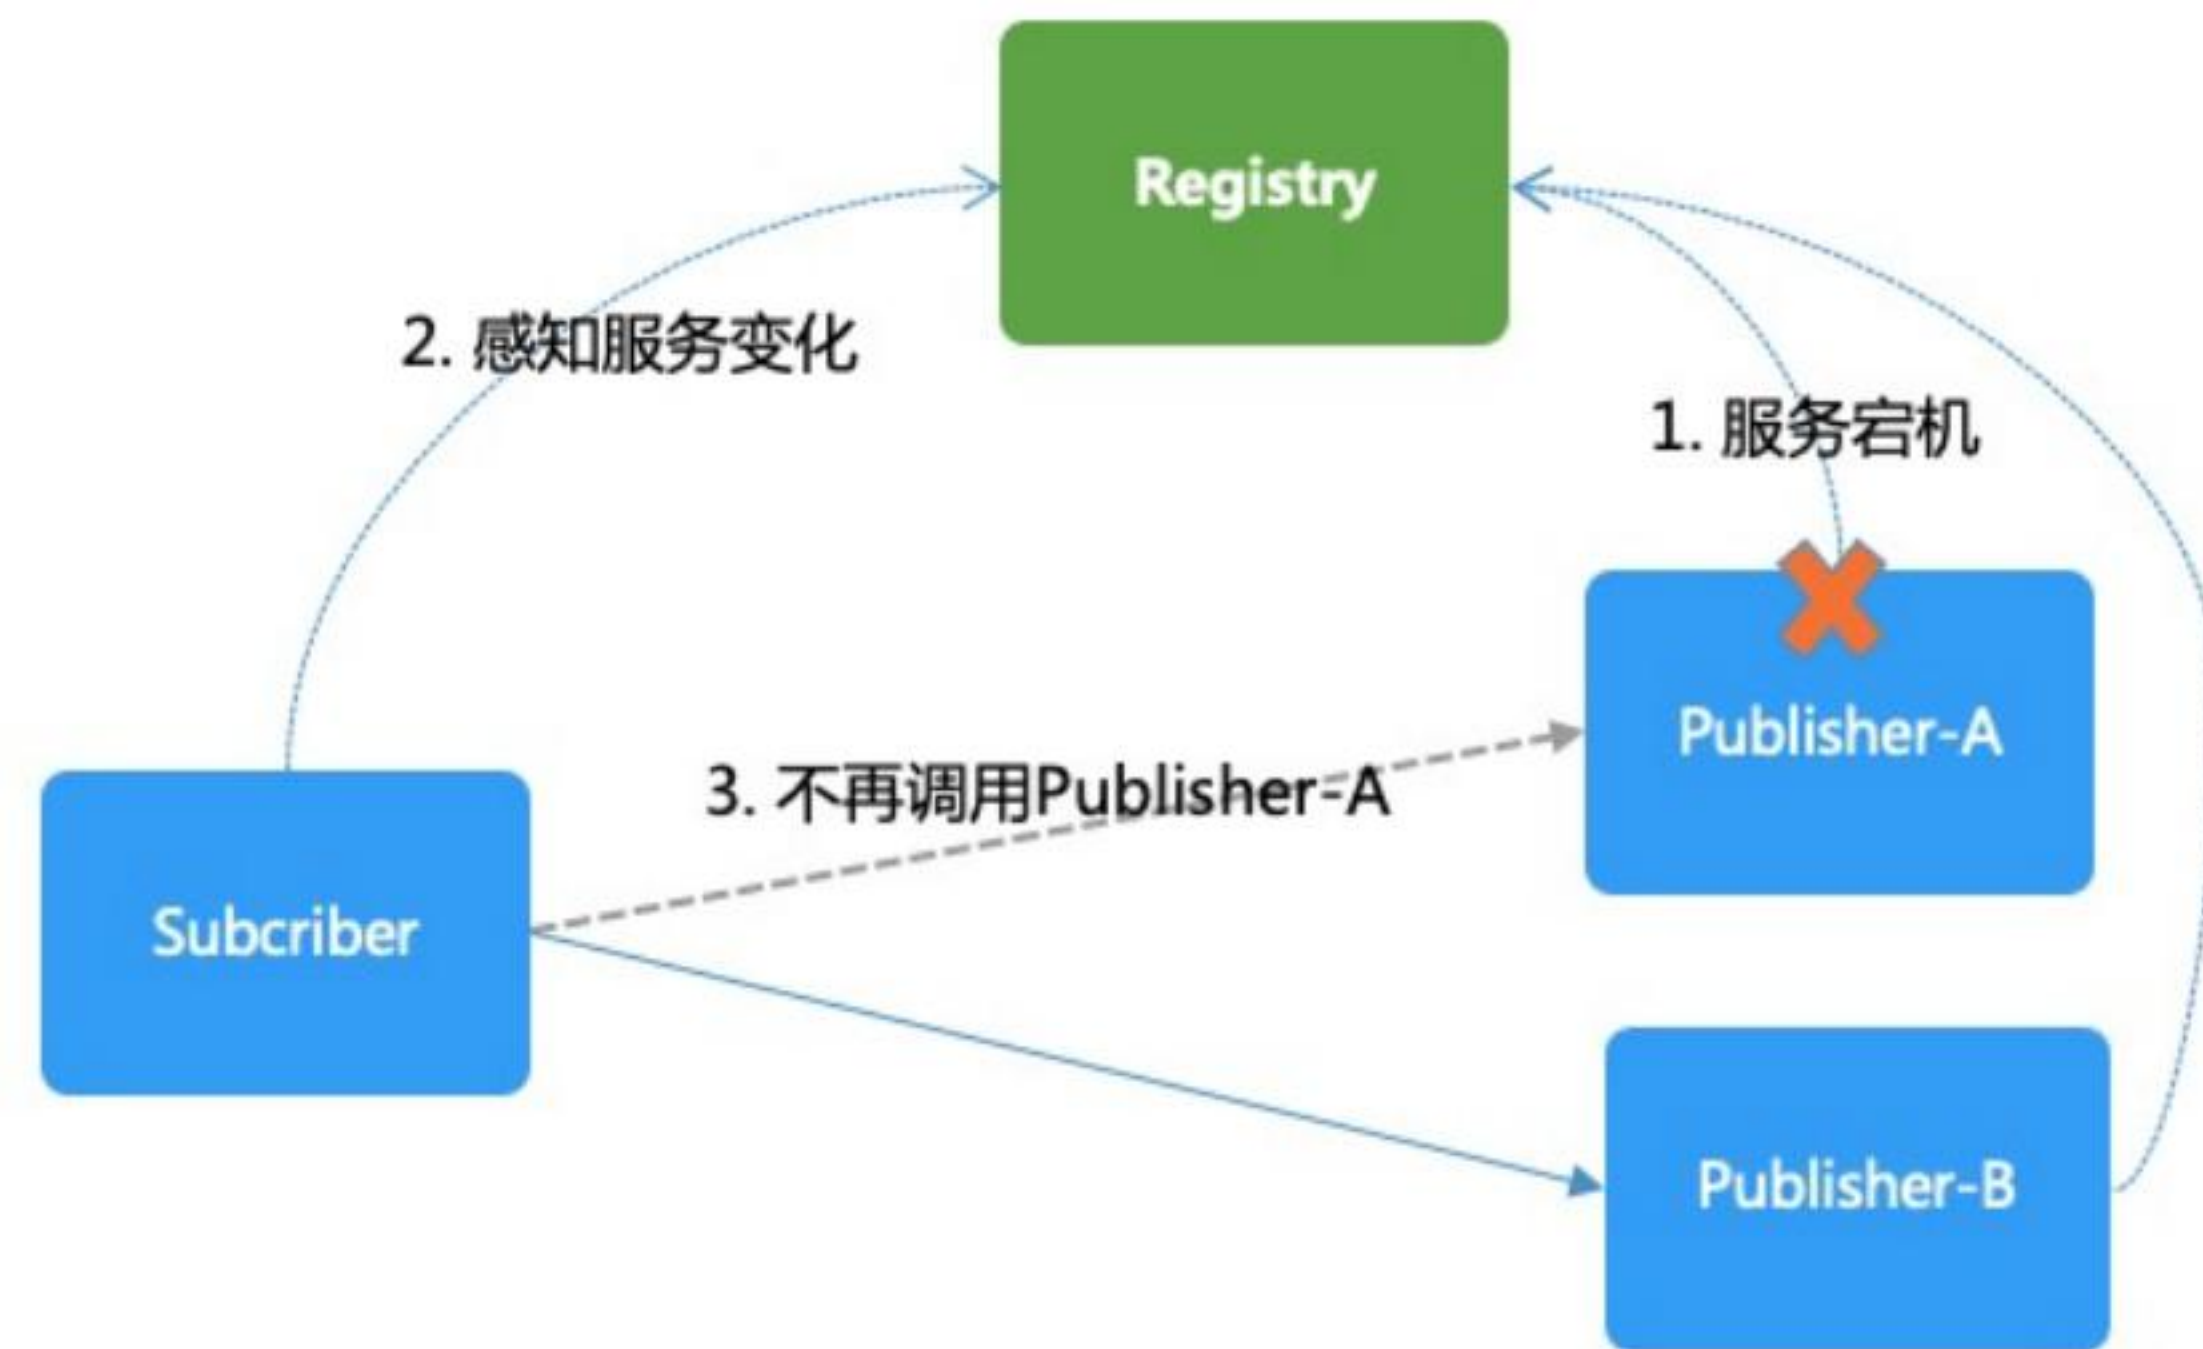 Registry
2. 感知服务变化
1. 服务宕机
Publisher-A
3. 不再调用Publisher-A
Subcriber
Publisher-B